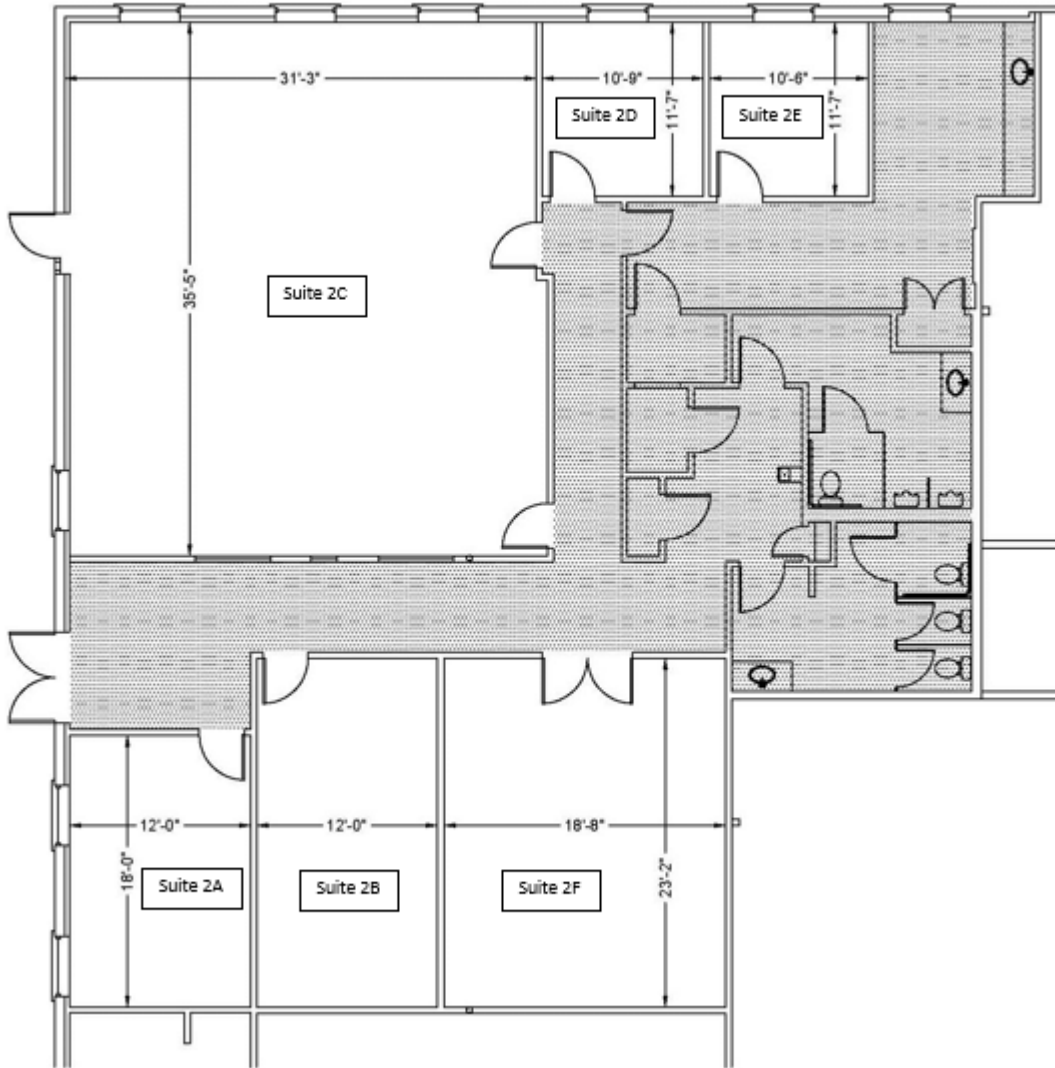 31'-3"
10'-9"
10'-6"
Suite 2D
11'-7"
Suite 2E
11'-7"
35'-5"
Suite 2C
12'-0"
12'-0"
18'-8"
18'-0"
Suite 2A
Suite 2B
Suite 2F
23'-2"